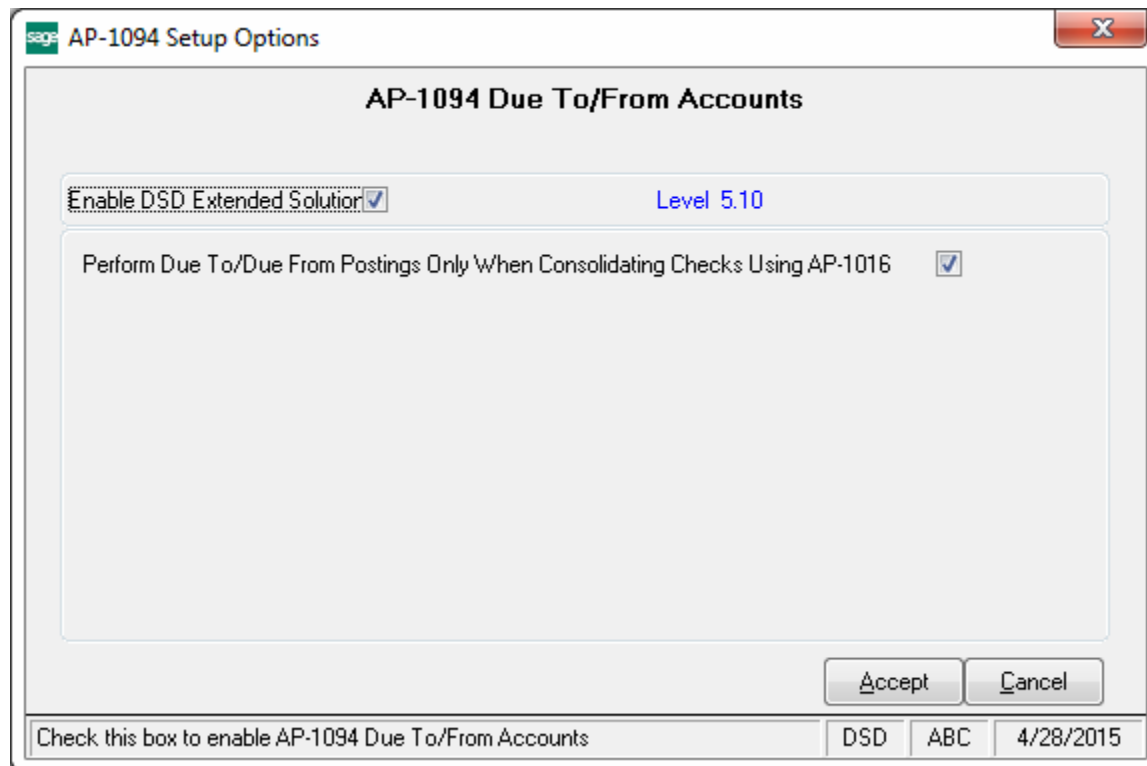 sage AP-1094 Setup Options
AP-1094 Due To/From Accounts
Enable DSD Extended Solution Level 5.10
Perform Due To/Due From Postings Only When Consolidating Checks Using AP-1016
Accept Cancel
Check this box to enable AP-1094 Due To/From Accounts DSD ABC 4/28/2015